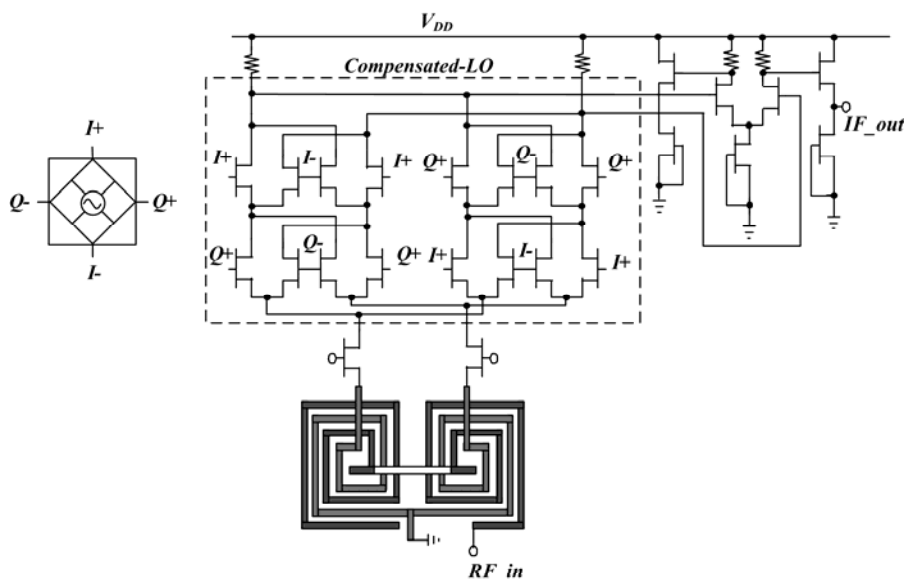 V_DD
Compensated-LO
I+ I- I+ Q+ Q- Q+
IF_out
I+
Q- Q+
I-
Q+ Q- Q+ I+ I- I+
RF_in